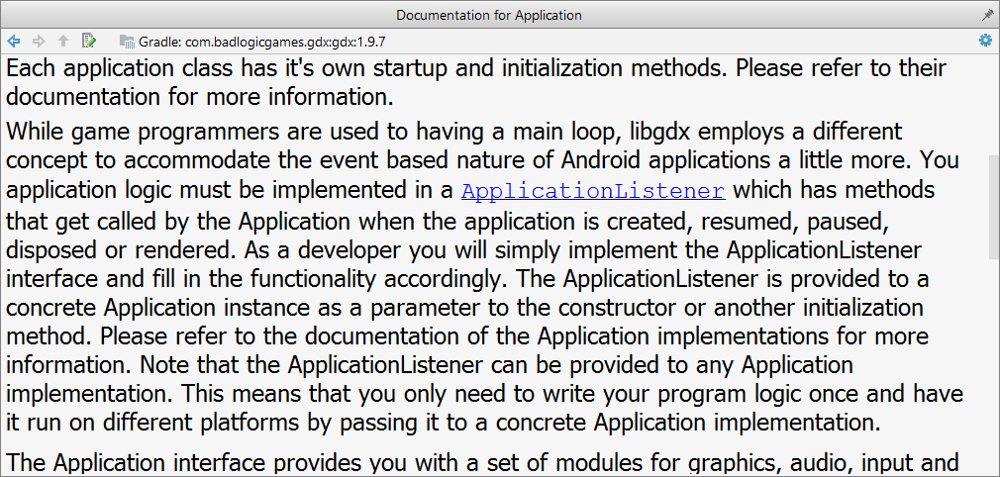 Documentation for Application
Gradle: com.badlogicgames.gdx:gdx:1.9.7
Each application class has it's own startup and initialization methods. Please refer to their
documentation for more information.
While game programmers are used to having a main loop, libgdx employs a different
concept to accommodate the event based nature of Android applications a little more. You
application logic must be implemented in a ApplicationListener which has methods
that get called by the Application when the application is created, resumed, paused,
disposed or rendered. As a developer you will simply implement the ApplicationListener
interface and fill in the functionality accordingly. The ApplicationListener is provided to a
concrete Application instance as a parameter to the constructor or another initialization
method. Please refer to the documentation of the Application implementations for more
information. Note that the ApplicationListener can be provided to any Application
implementation. This means that you only need to write your program logic once and have
it run on different platforms by passing it to a concrete Application implementation.
The Application interface provides you with a set of modules for graphics, audio, input and